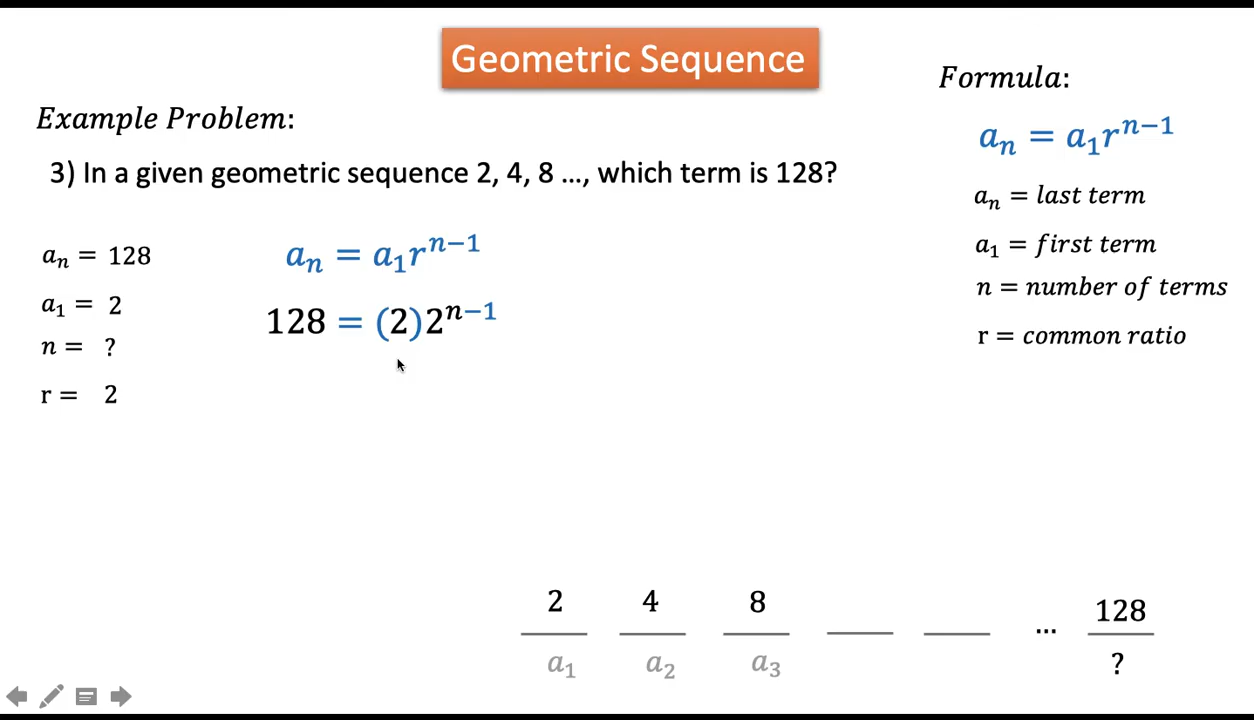 Geometric Sequence
Formula:
Example Problem:
aₙ = a₁rⁿ⁻¹
3) In a given geometric sequence 2, 4, 8 ..., which term is 128?
aₙ = last term
aₙ = 128
aₙ = a₁rⁿ⁻¹
a₁ = first term
a₁ = 2
128 = (2)2ⁿ⁻¹
n = number of terms
n = ?
r = common ratio
r = 2
2 4 8 ... 128
a₁ a₂ a₃ ?